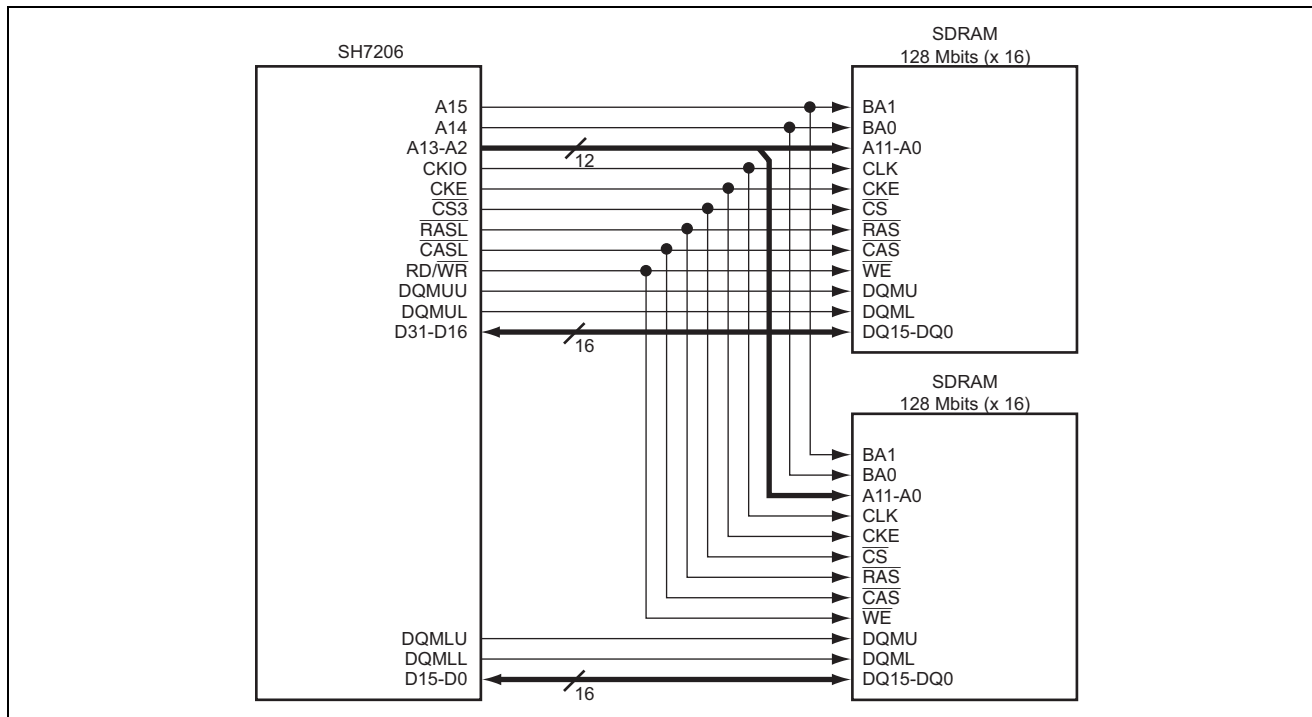 SH7206
SDRAM
128 Mbits (x 16)
A15
A14
A13-A2
CKIO
CKE
CS3
RASL
CASL
RD/WR
DQMUU
DQMUL
D31-D16
12
16
BA1
BA0
A11-A0
CLK
CKE
CS
RAS
CAS
WE
DQMU
DQML
DQ15-DQ0
SDRAM
128 Mbits (x 16)
BA1
BA0
A11-A0
CLK
CKE
CS
RAS
CAS
WE
DQMU
DQML
DQ15-DQ0
DQMLU
DQMLL
D15-D0
16